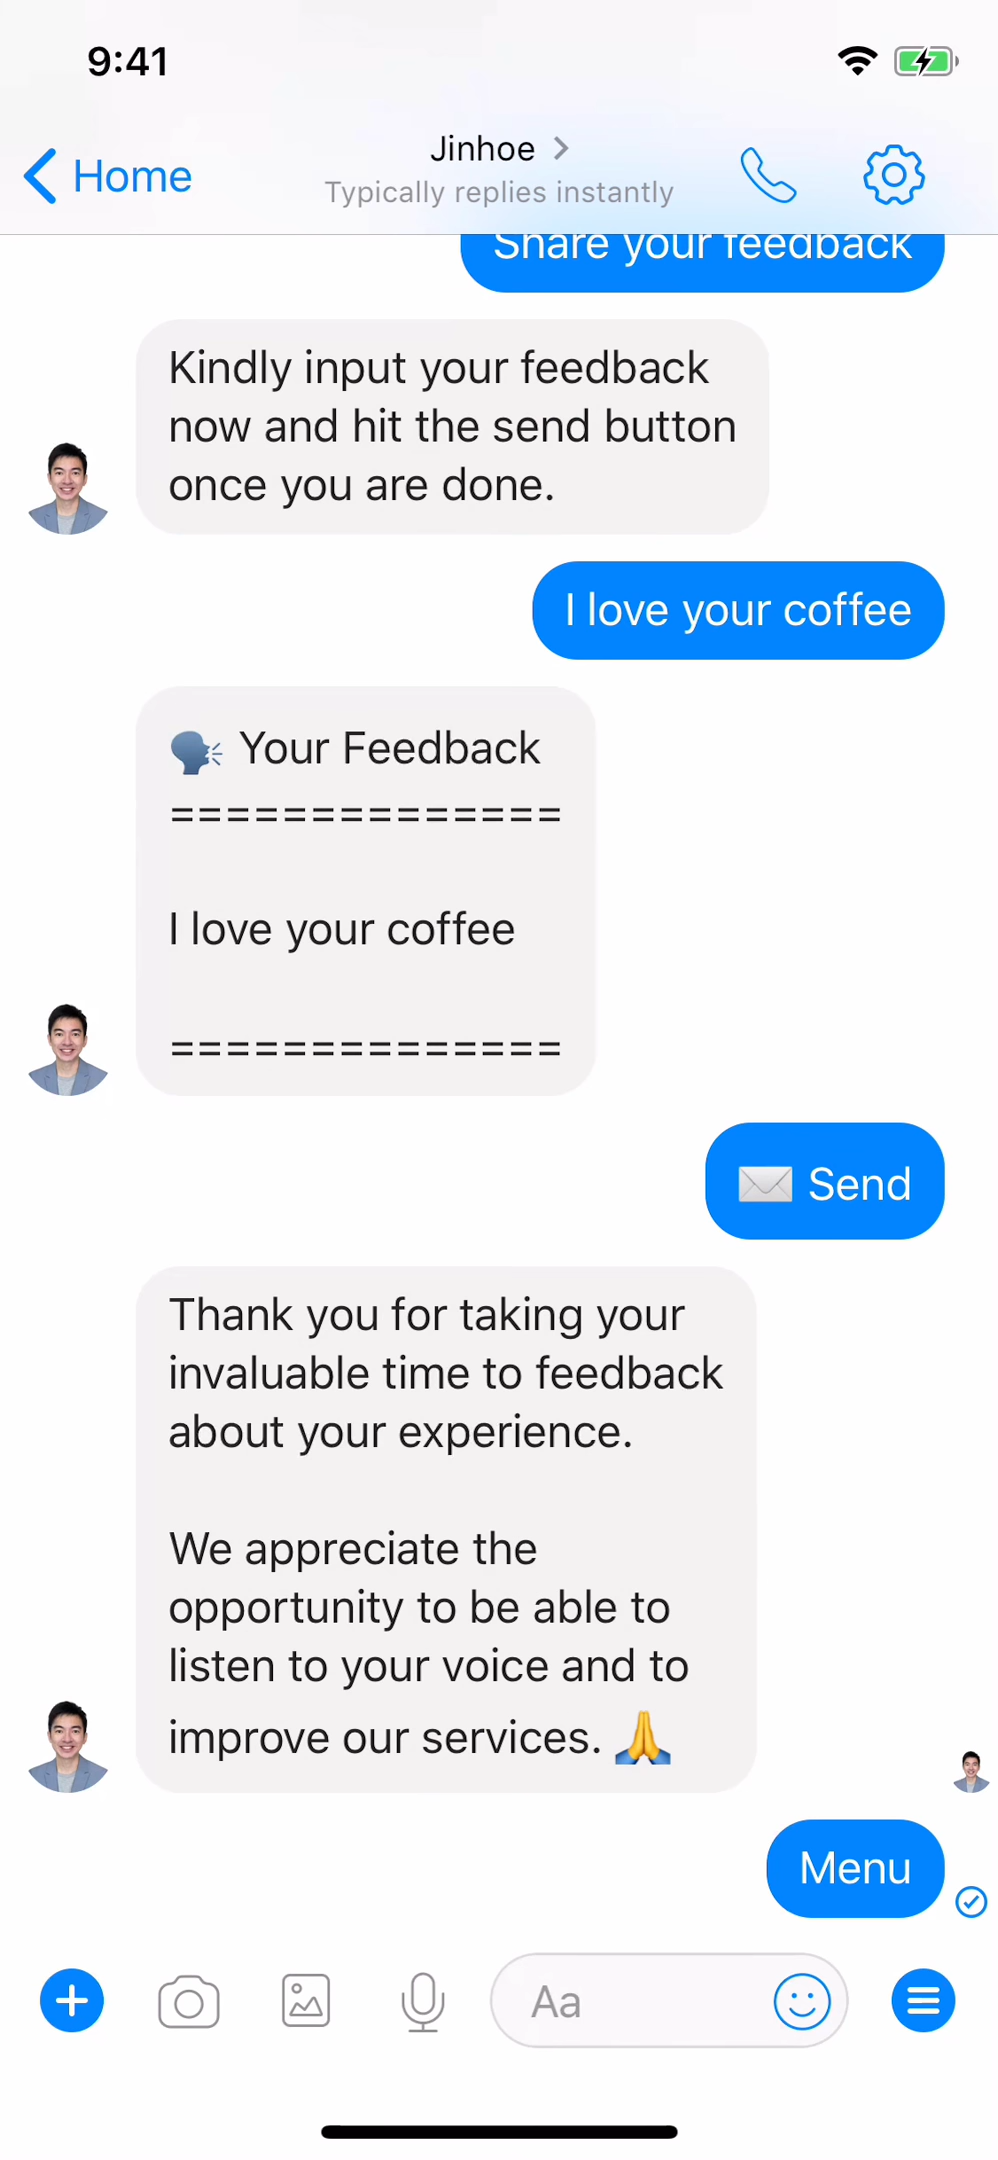 9:41
Home
Jinhoe
Typically replies instantly
Share your feedback
Kindly input your feedback
now and hit the send button
once you are done.
I love your coffee
🗣️ Your Feedback
==============
I love your coffee
==============
✉️ Send
Thank you for taking your
invaluable time to feedback
about your experience.
We appreciate the
opportunity to be able to
listen to your voice and to
improve our services. 🙏
Menu
Aa